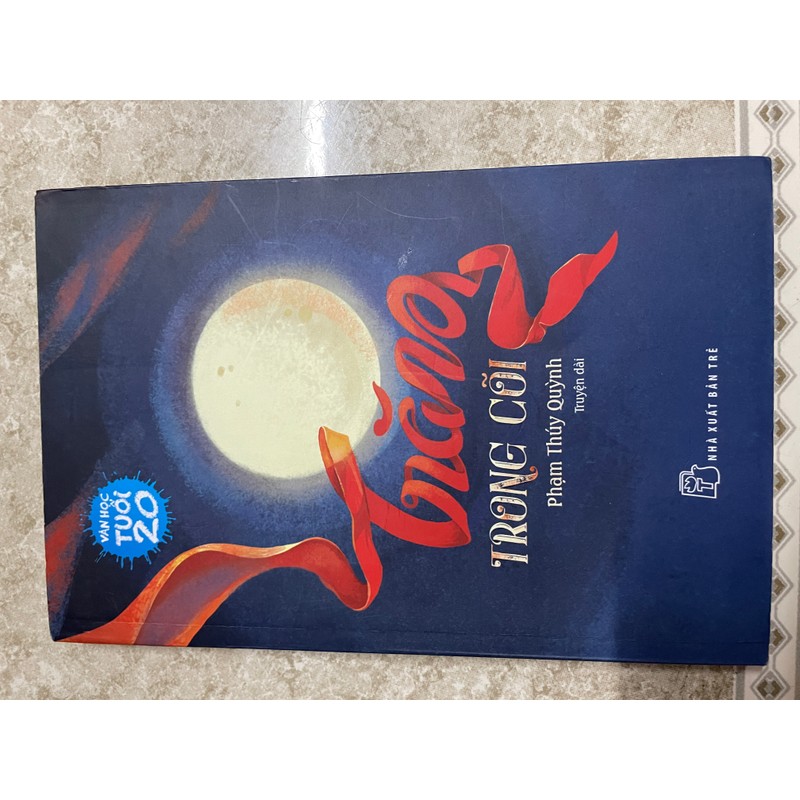 VĂN HỌC
TUỔI
20
Trăng
TRONG CÕI
Phạm Thúy Quỳnh
Truyện dài
T
NHÀ XUẤT BẢN TRẺ